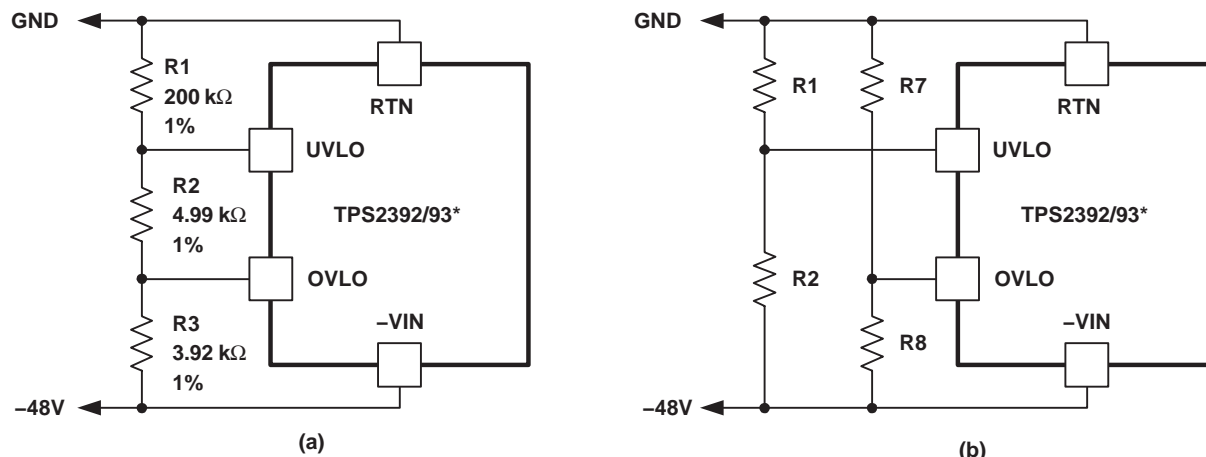 GND
R1
200 kΩ
1%
RTN
UVLO
R2
4.99 kΩ
1%
TPS2392/93*
OVLO
R3
3.92 kΩ
1%
–VIN
–48V
(a)
GND
R1
R7
RTN
UVLO
TPS2392/93*
R2
OVLO
–VIN
R8
–48V
(b)